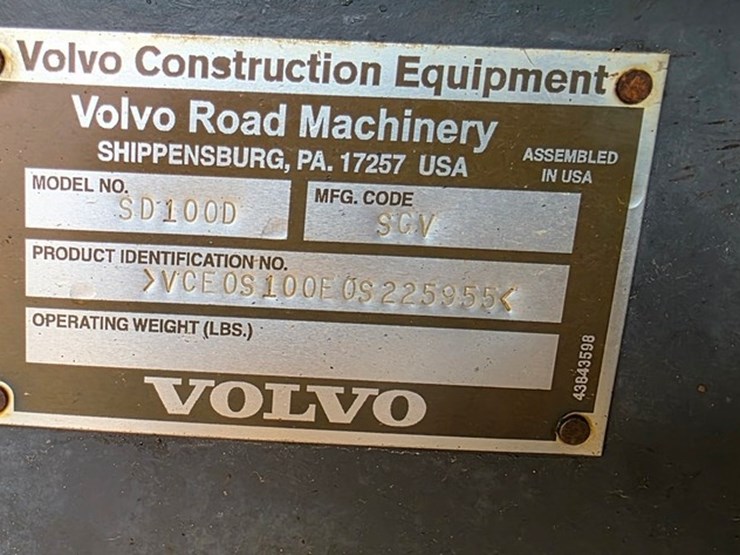 Volvo Construction Equipment
Volvo Road Machinery
SHIPPENSBURG, PA. 17257 USA
ASSEMBLED
IN USA
MODEL NO.
SD100D
MFG. CODE
SGV
PRODUCT IDENTIFICATION NO.
>VCE0S100E0S225955<
OPERATING WEIGHT (LBS.)
43843598
VOLVO